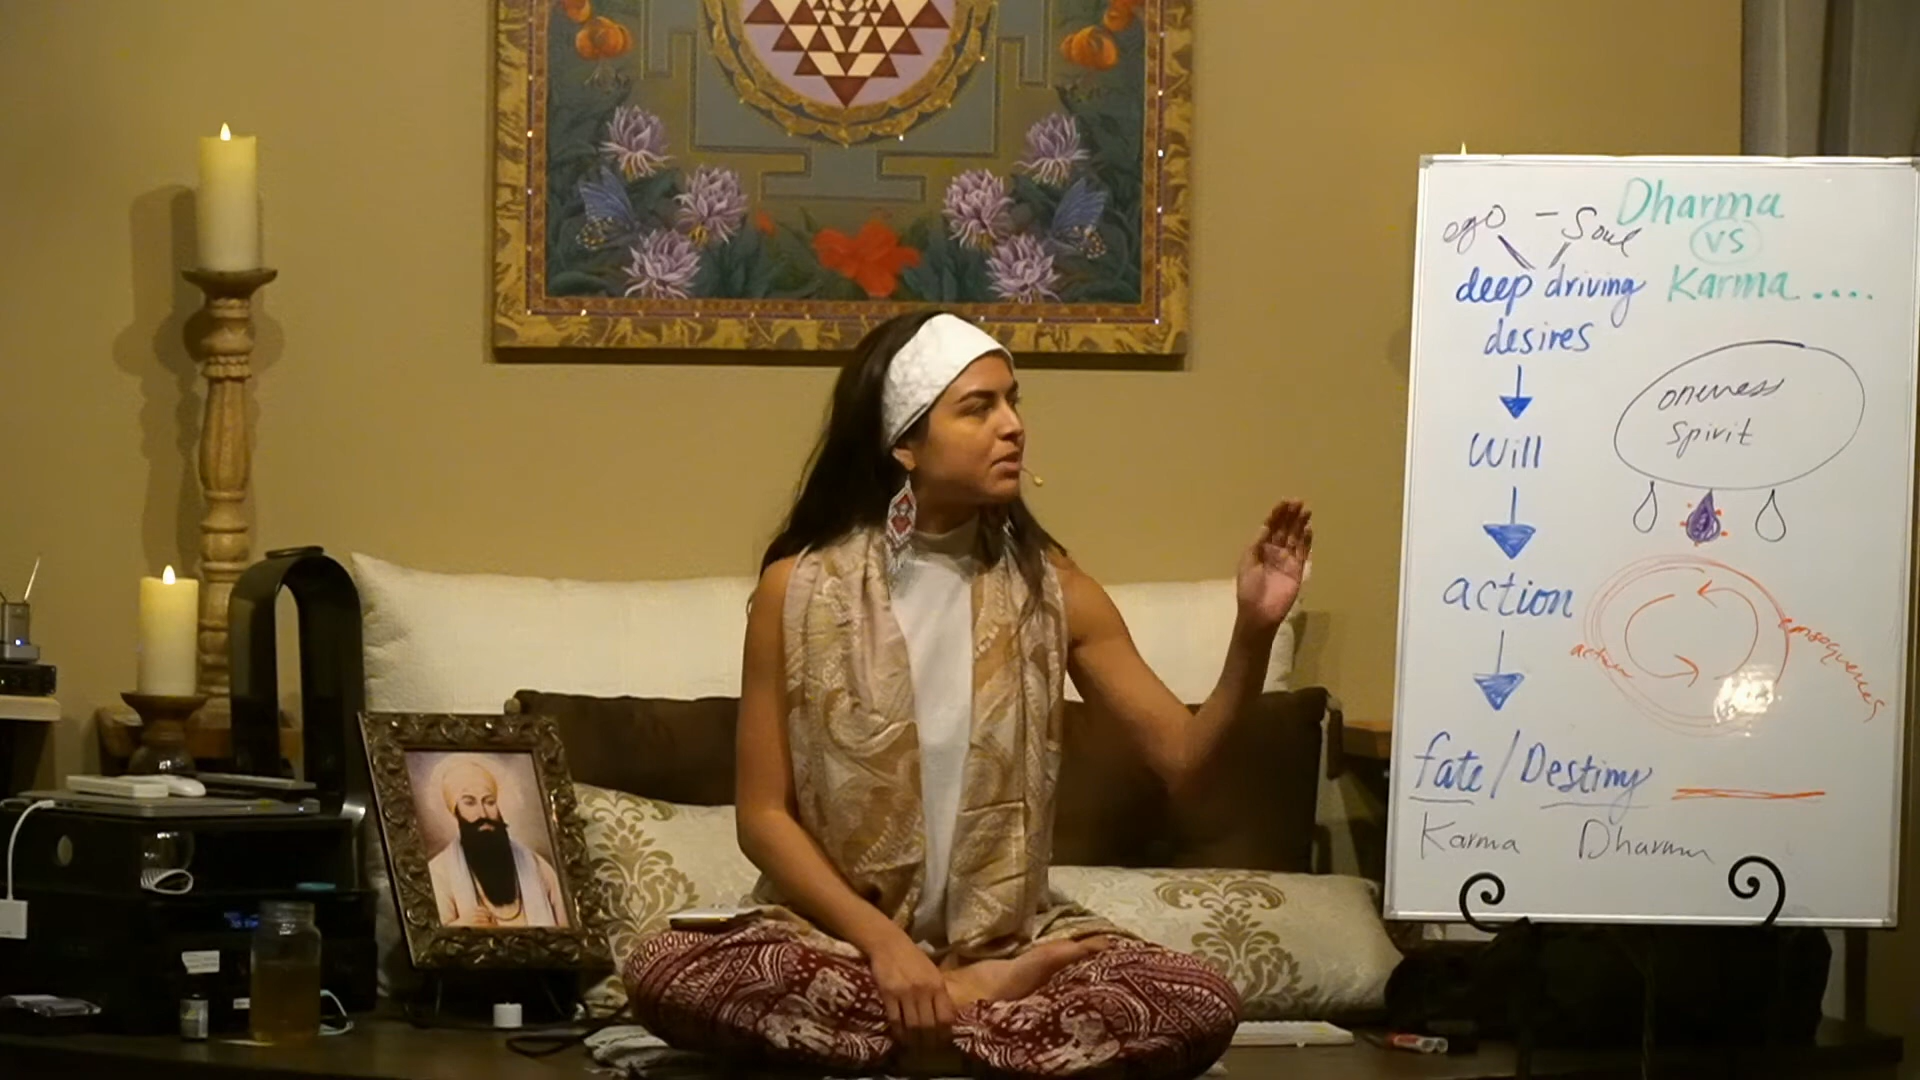 Dharma
vs
Karma....
ego - Soul
deep driving
desires
Will
action
fate / Destiny
Karma Dharma
oneness
spirit
action
consequences